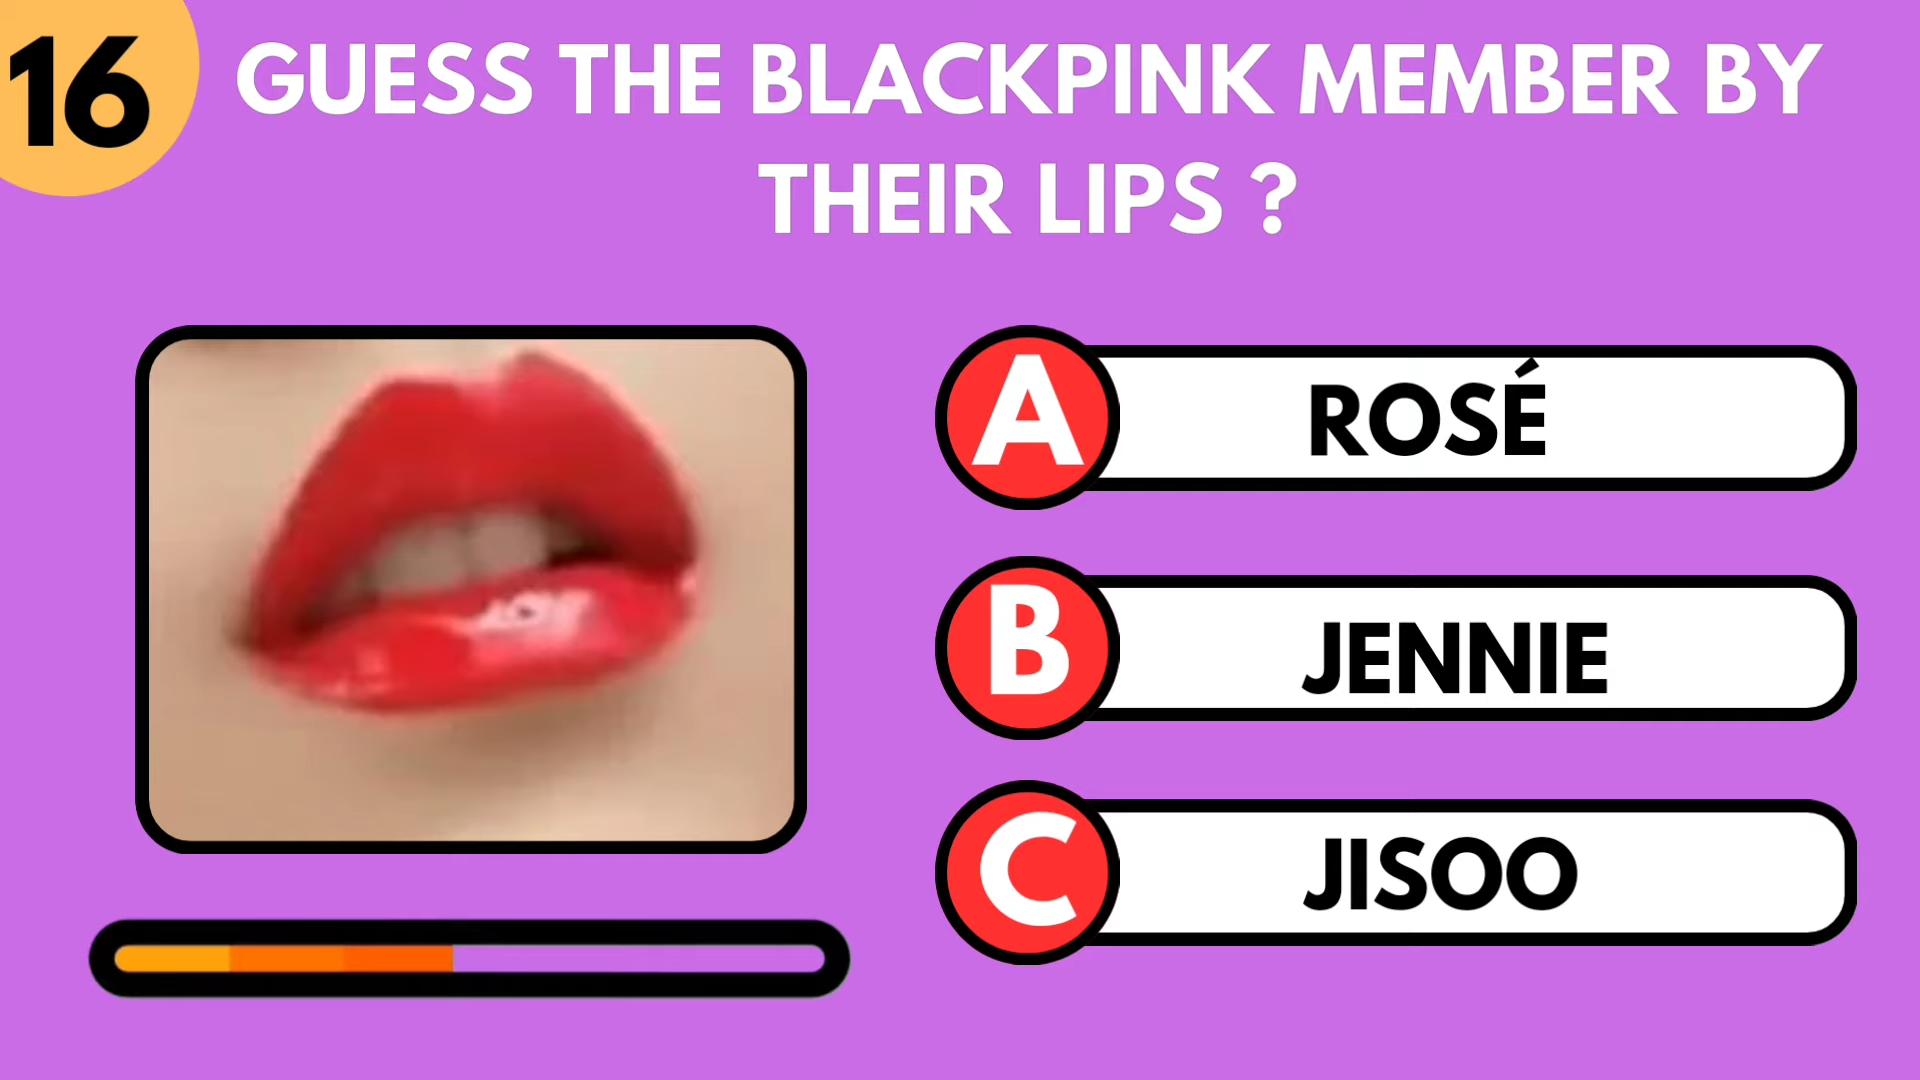 16
GUESS THE BLACKPINK MEMBER BY
THEIR LIPS ?
A
ROSÉ
B
JENNIE
C
JISOO